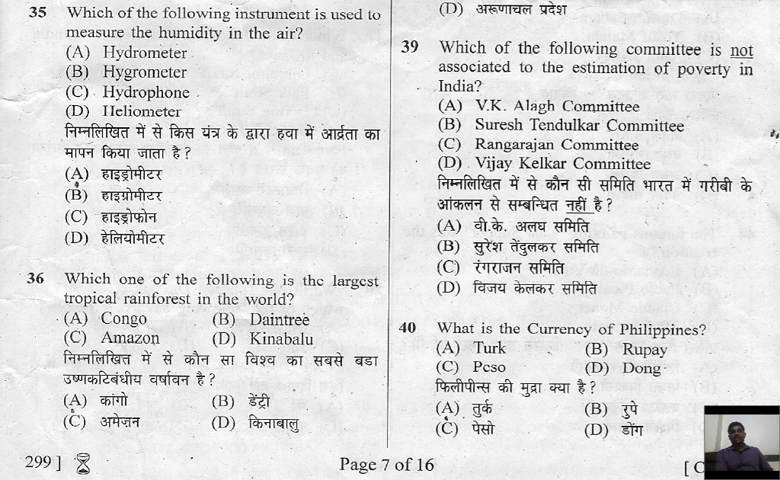 35 Which of the following instrument is used to
measure the humidity in the air?
(A) Hydrometer
(B) Hygrometer
(C) Hydrophone
(D) Heliometer
निम्नलिखित में से किस यंत्र के द्वारा हवा में आर्द्रता का
मापन किया जाता है ?
(A) हाइड्रोमीटर
(B) हाइग्रोमीटर
(C) हाइड्रोफोन
(D) हेलियोमीटर
36 Which one of the following is the largest
tropical rainforest in the world?
(A) Congo (B) Daintree
(C) Amazon (D) Kinabalu
निम्नलिखित में से कौन सा विश्व का सबसे बडा
उष्णकटिबंधीय वर्षावन है ?
(A) कांगो (B) डेंट्री
(C) अमेज़न (D) किनाबालु
(D) अरूणाचल प्रदेश
39 Which of the following committee is not
associated to the estimation of poverty in
India?
(A) V.K. Alagh Committee
(B) Suresh Tendulkar Committee
(C) Rangarajan Committee
(D) Vijay Kelkar Committee
निम्नलिखित में से कौन सी समिति भारत में गरीबी के
आंकलन से सम्बन्धित नहीं है ?
(A) वी.के. अलघ समिति
(B) सुरेश तेंदुलकर समिति
(C) रंगराजन समिति
(D) विजय केलकर समिति
40 What is the Currency of Philippines?
(A) Turk (B) Rupay
(C) Peso (D) Dong
फिलीपीन्स की मुद्रा क्या है ?
(A) तुर्क (B) रुपे
(C) पेसो (D) डोंग
299 ] Page 7 of 16 [ C